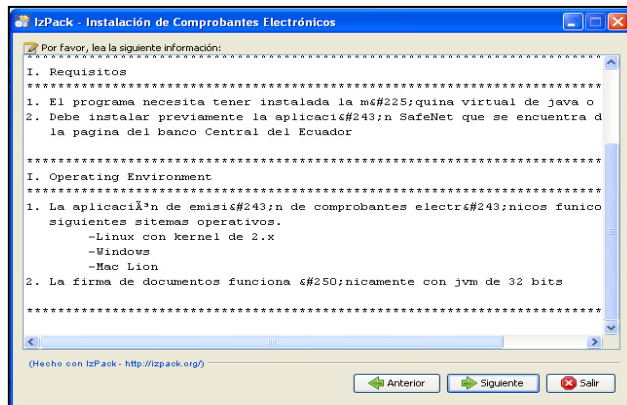 IzPack - Instalación de Comprobantes Electrónicos
Por favor, lea la siguiente información:
************************************************************************
I. Requisitos
************************************************************************
1. El programa necesita tener instalada la m&#225;quina virtual de java o
2. Debe instalar previamente la aplicaci&#243;n SafeNet que se encuentra d
la pagina del banco Central del Ecuador
************************************************************************
I. Operating Environment
************************************************************************
1. La aplicaciÃ³n de emisi&#243;n de comprobantes electr&#243;nicos funico
siguientes sitemas operativos.
-Linux con kernel de 2.x
-Windows
-Mac Lion
2. La firma de documentos funciona &#250;nicamente con jvm de 32 bits
************************************************************************
(Hecho con IzPack - http://izpack.org/)
Anterior
Siguiente
Salir